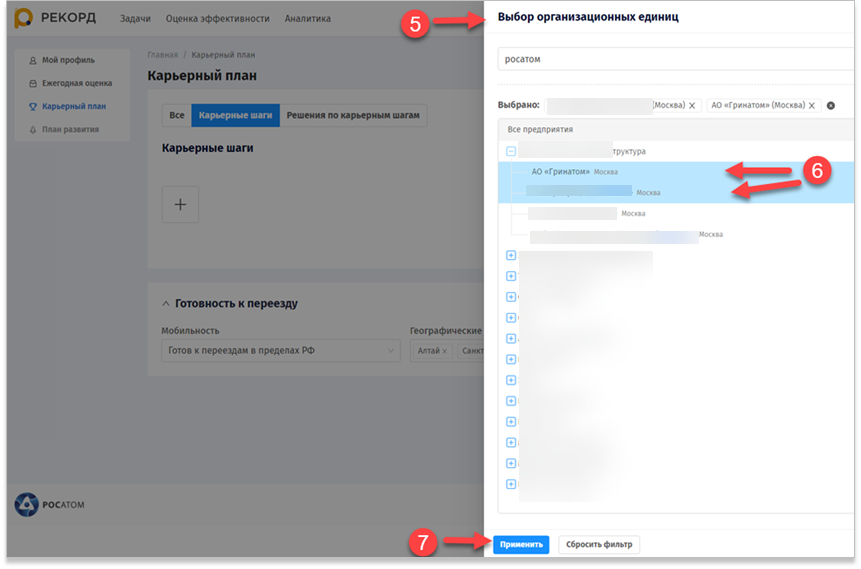 РЕКОРД
Задачи
Оценка эффективности
Аналитика
5
Выбор организационных единиц
Мой профиль
Ежегодная оценка
Карьерный план
План развития
Главная / Карьерный план
Карьерный план
Все
Карьерные шаги
Решения по карьерным шагам
Карьерные шаги
+
Готовность к переезду
Мобильность
Географические
Готов к переездам в пределах РФ
Алтай ×
Санкт
РОСАТОМ
росатом
Выбрано:
(Москва) ×
АО «Гринатом» (Москва) ×
Все предприятия
труктура
АО «Гринатом» Москва
6
Москва
Москва
Москва
7
Применить
Сбросить фильтр